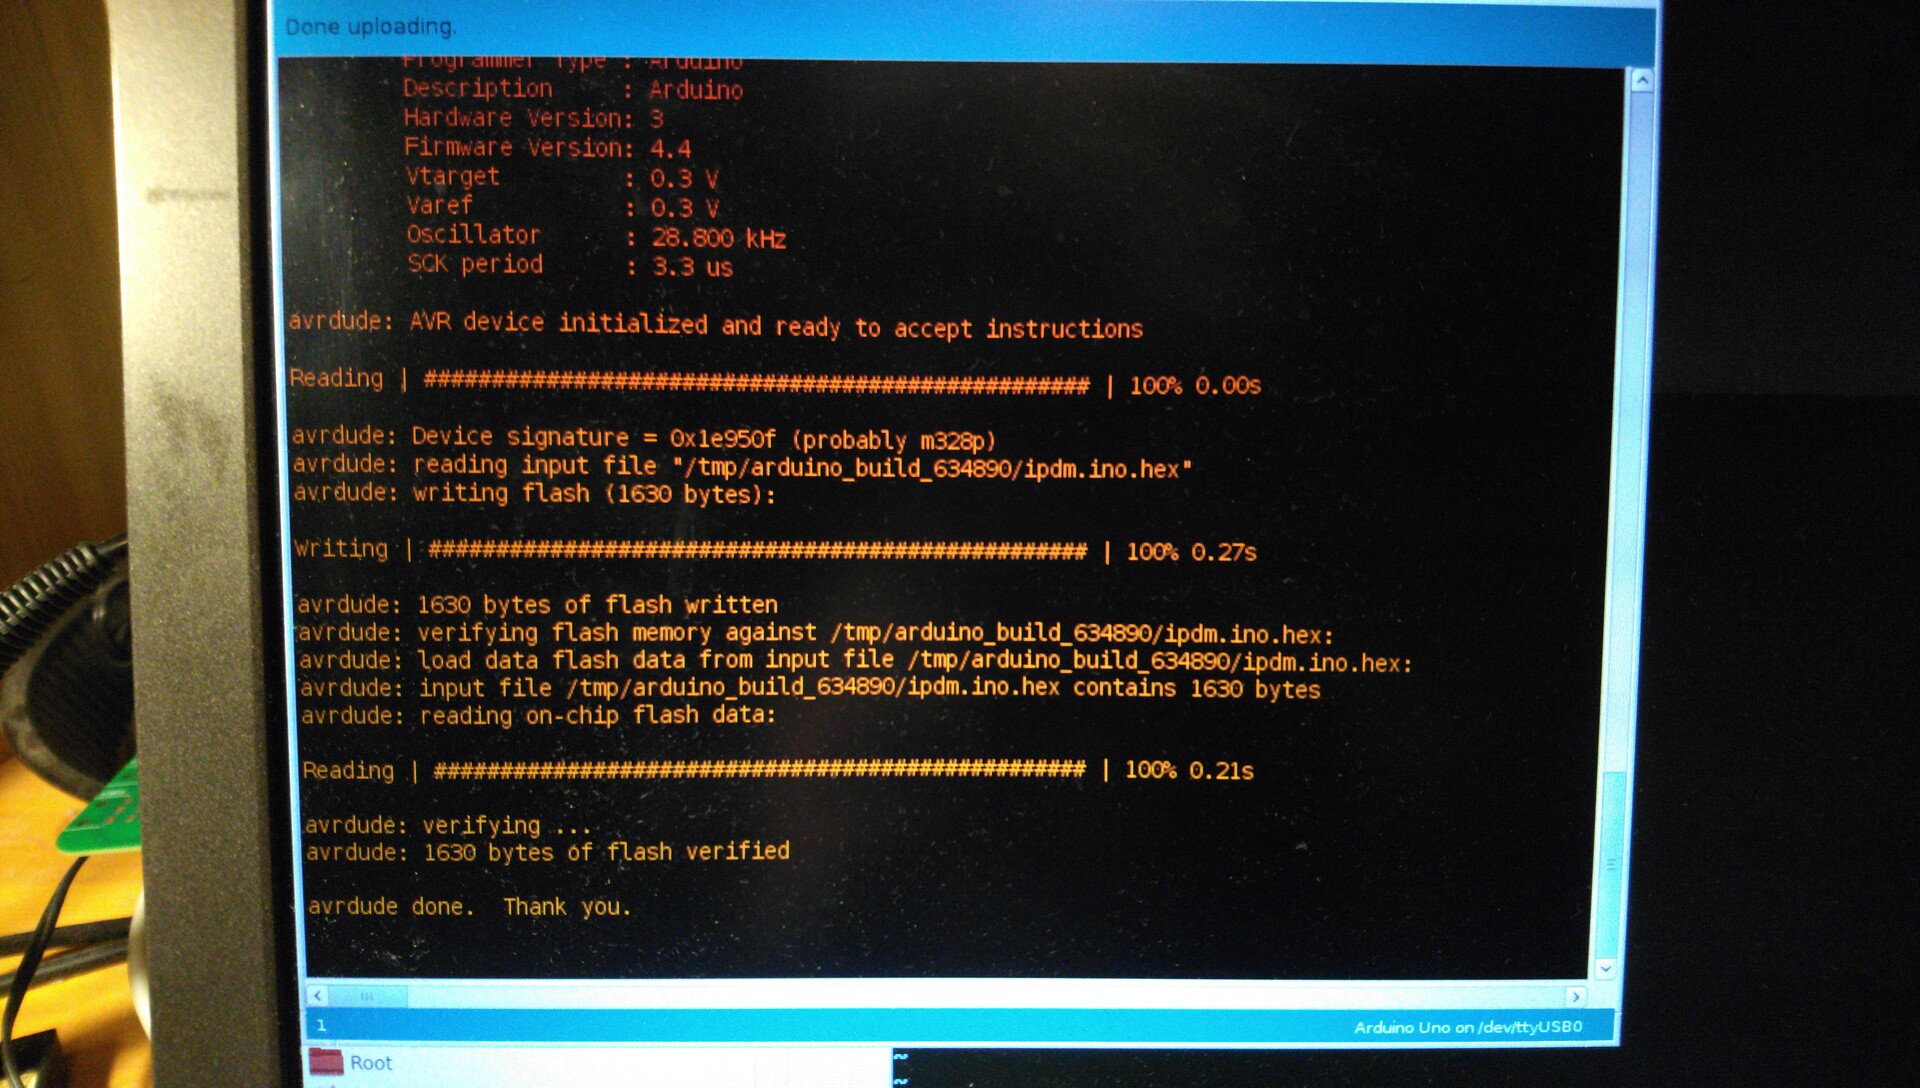 Done uploading.
Programmer Type : Arduino
Description : Arduino
Hardware Version: 3
Firmware Version: 4.4
Vtarget : 0.3 V
Varef : 0.3 V
Oscillator : 28.800 kHz
SCK period : 3.3 us
avrdude: AVR device initialized and ready to accept instructions
Reading | ################################################## | 100% 0.00s
avrdude: Device signature = 0x1e950f (probably m328p)
avrdude: reading input file "/tmp/arduino_build_634890/ipdm.ino.hex"
avrdude: writing flash (1630 bytes):
Writing | ################################################## | 100% 0.27s
avrdude: 1630 bytes of flash written
avrdude: verifying flash memory against /tmp/arduino_build_634890/ipdm.ino.hex:
avrdude: load data flash data from input file /tmp/arduino_build_634890/ipdm.ino.hex:
avrdude: input file /tmp/arduino_build_634890/ipdm.ino.hex contains 1630 bytes
avrdude: reading on-chip flash data:
Reading | ################################################## | 100% 0.21s
avrdude: verifying ...
avrdude: 1630 bytes of flash verified
avrdude done.  Thank you.
1
Arduino Uno on /dev/ttyUSB0
Root
~
~